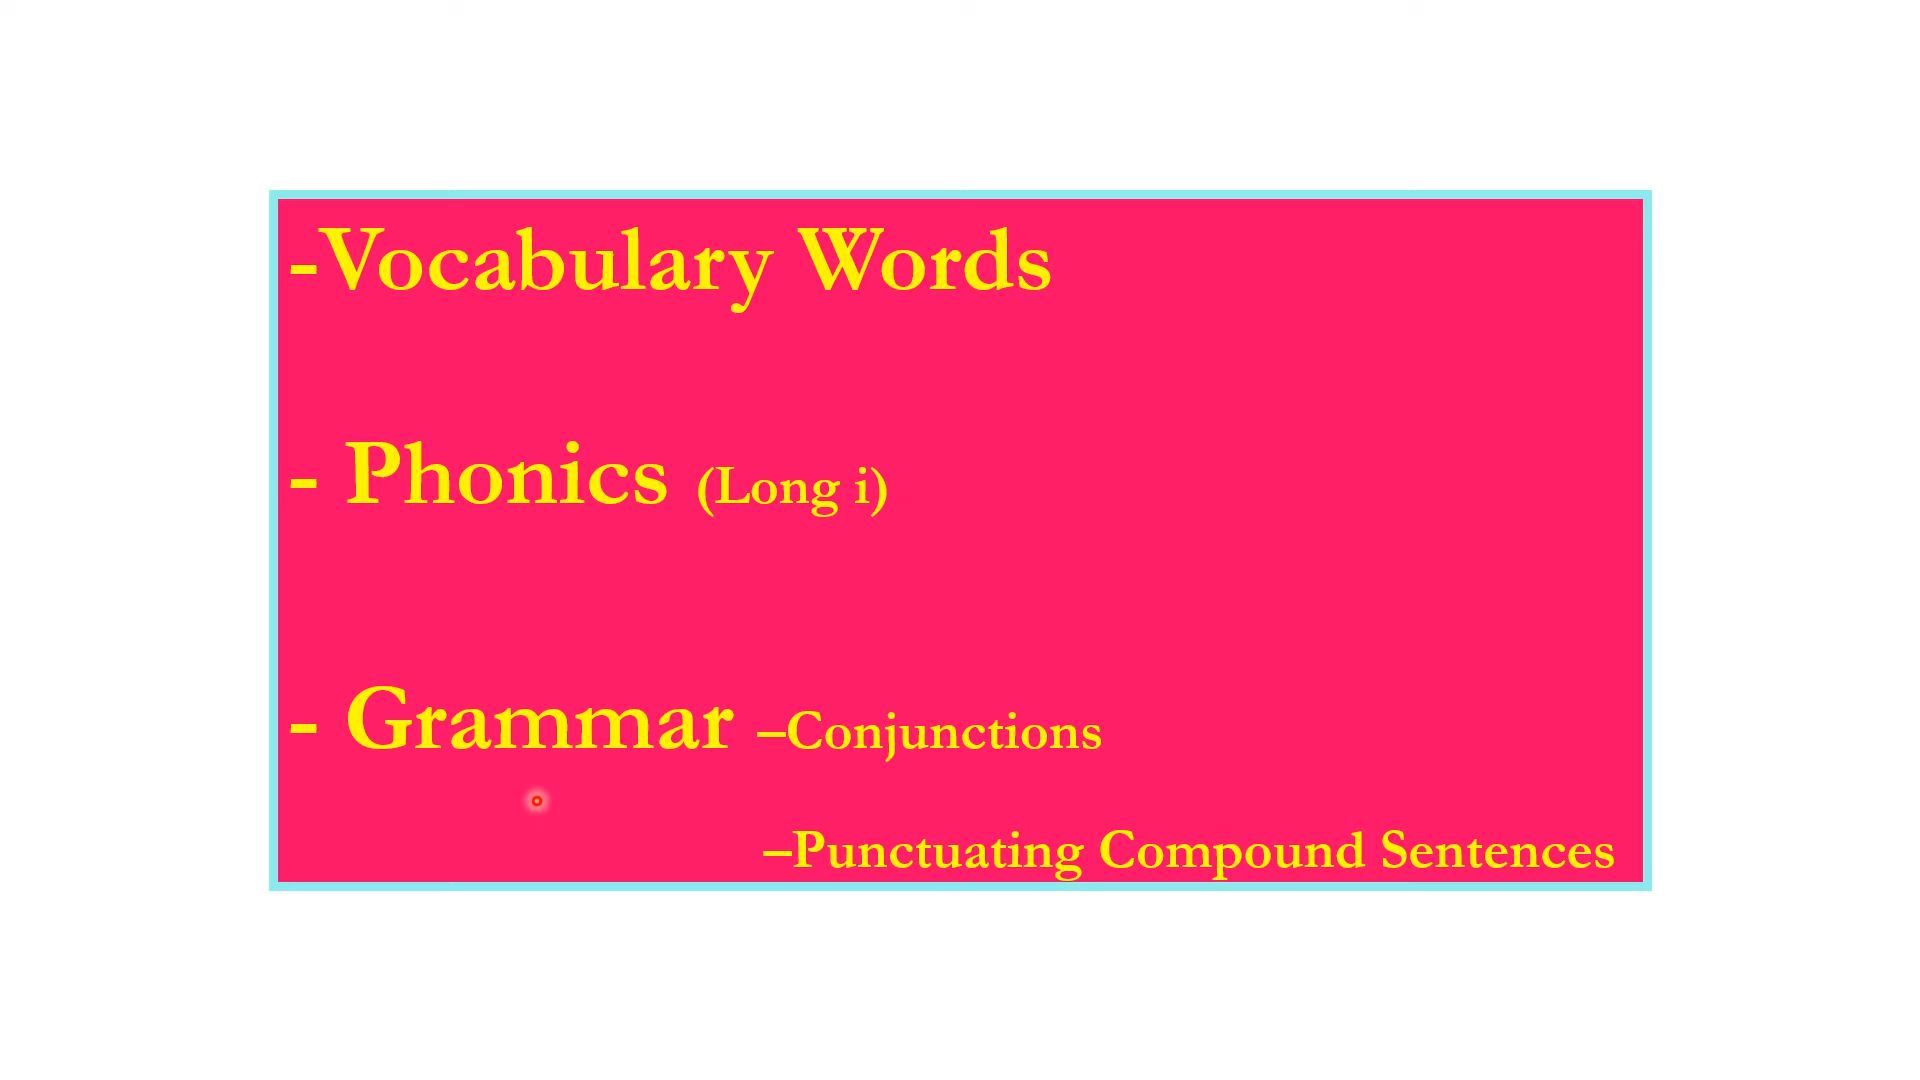 -Vocabulary Words
- Phonics (Long i)
- Grammar –Conjunctions
–Punctuating Compound Sentences